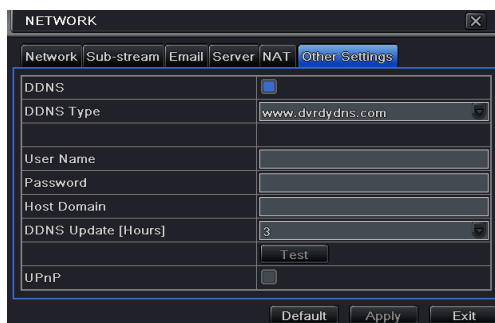 NETWORK
Network Sub-stream Email Server NAT Other Settings
DDNS
DDNS Type www.dvrdydns.com
User Name
Password
Host Domain
DDNS Update [Hours] 3
Test
UPnP
Default Apply Exit